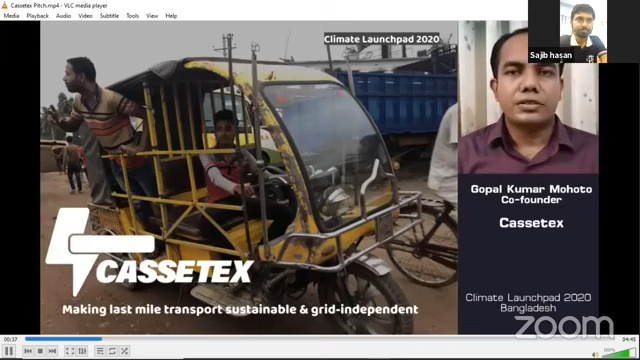 Cassetex Pitch.mp4 - VLC media player
Media Playback Audio Video Subtitle Tools View Help
Climate Launchpad 2020
Sajib hasan
Gopal Kumar Mohoto
Co-founder
Cassetex
CASSETEX
Making last mile transport sustainable & grid-independent
Climate Launchpad 2020
Bangladesh
zoom
00:37
04:45
100%